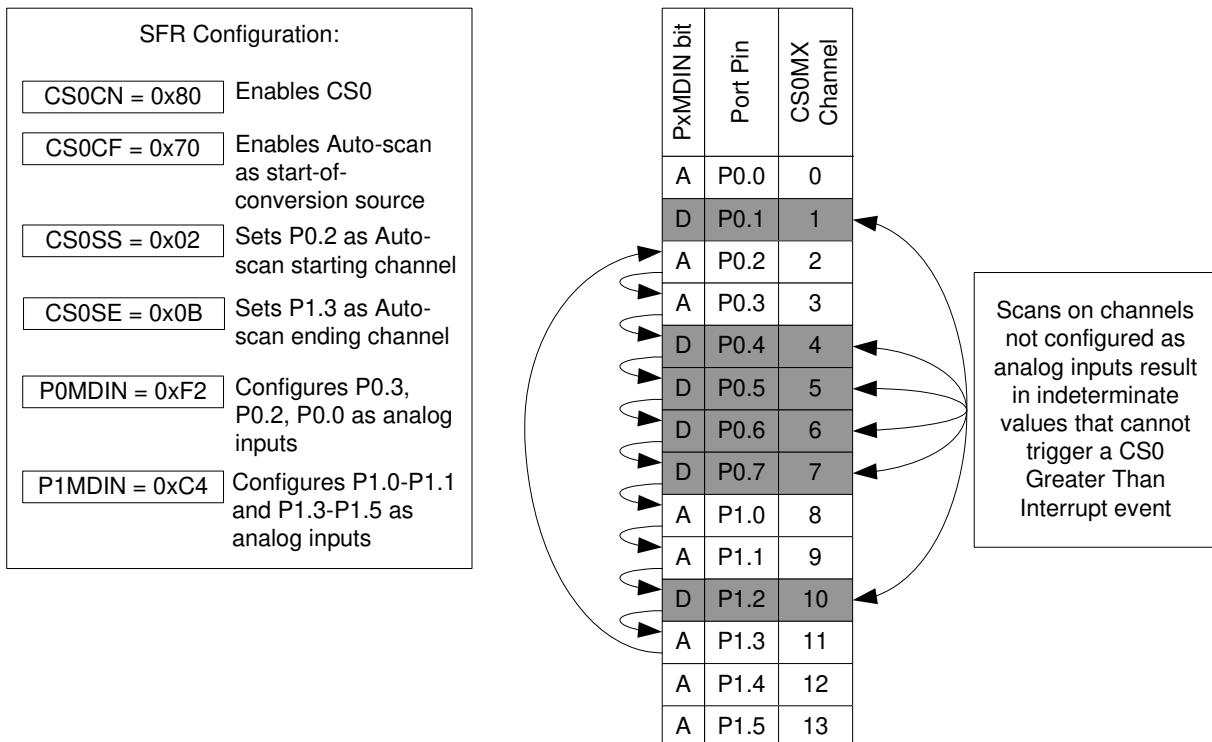 SFR Configuration:
CS0CN = 0x80
Enables CS0
CS0CF = 0x70
Enables Auto-scan
as start-of-
conversion source
CS0SS = 0x02
Sets P0.2 as Auto-
scan starting channel
CS0SE = 0x0B
Sets P1.3 as Auto-
scan ending channel
P0MDIN = 0xF2
Configures P0.3,
P0.2, P0.0 as analog
inputs
P1MDIN = 0xC4
Configures P1.0-P1.1
and P1.3-P1.5 as
analog inputs
PxMDIN bit
Port Pin
CS0MX
Channel
A P0.0 0
D P0.1 1
A P0.2 2
A P0.3 3
D P0.4 4
D P0.5 5
D P0.6 6
D P0.7 7
A P1.0 8
A P1.1 9
D P1.2 10
A P1.3 11
A P1.4 12
A P1.5 13
Scans on channels
not configured as
analog inputs result
in indeterminate
values that cannot
trigger a CS0
Greater Than
Interrupt event